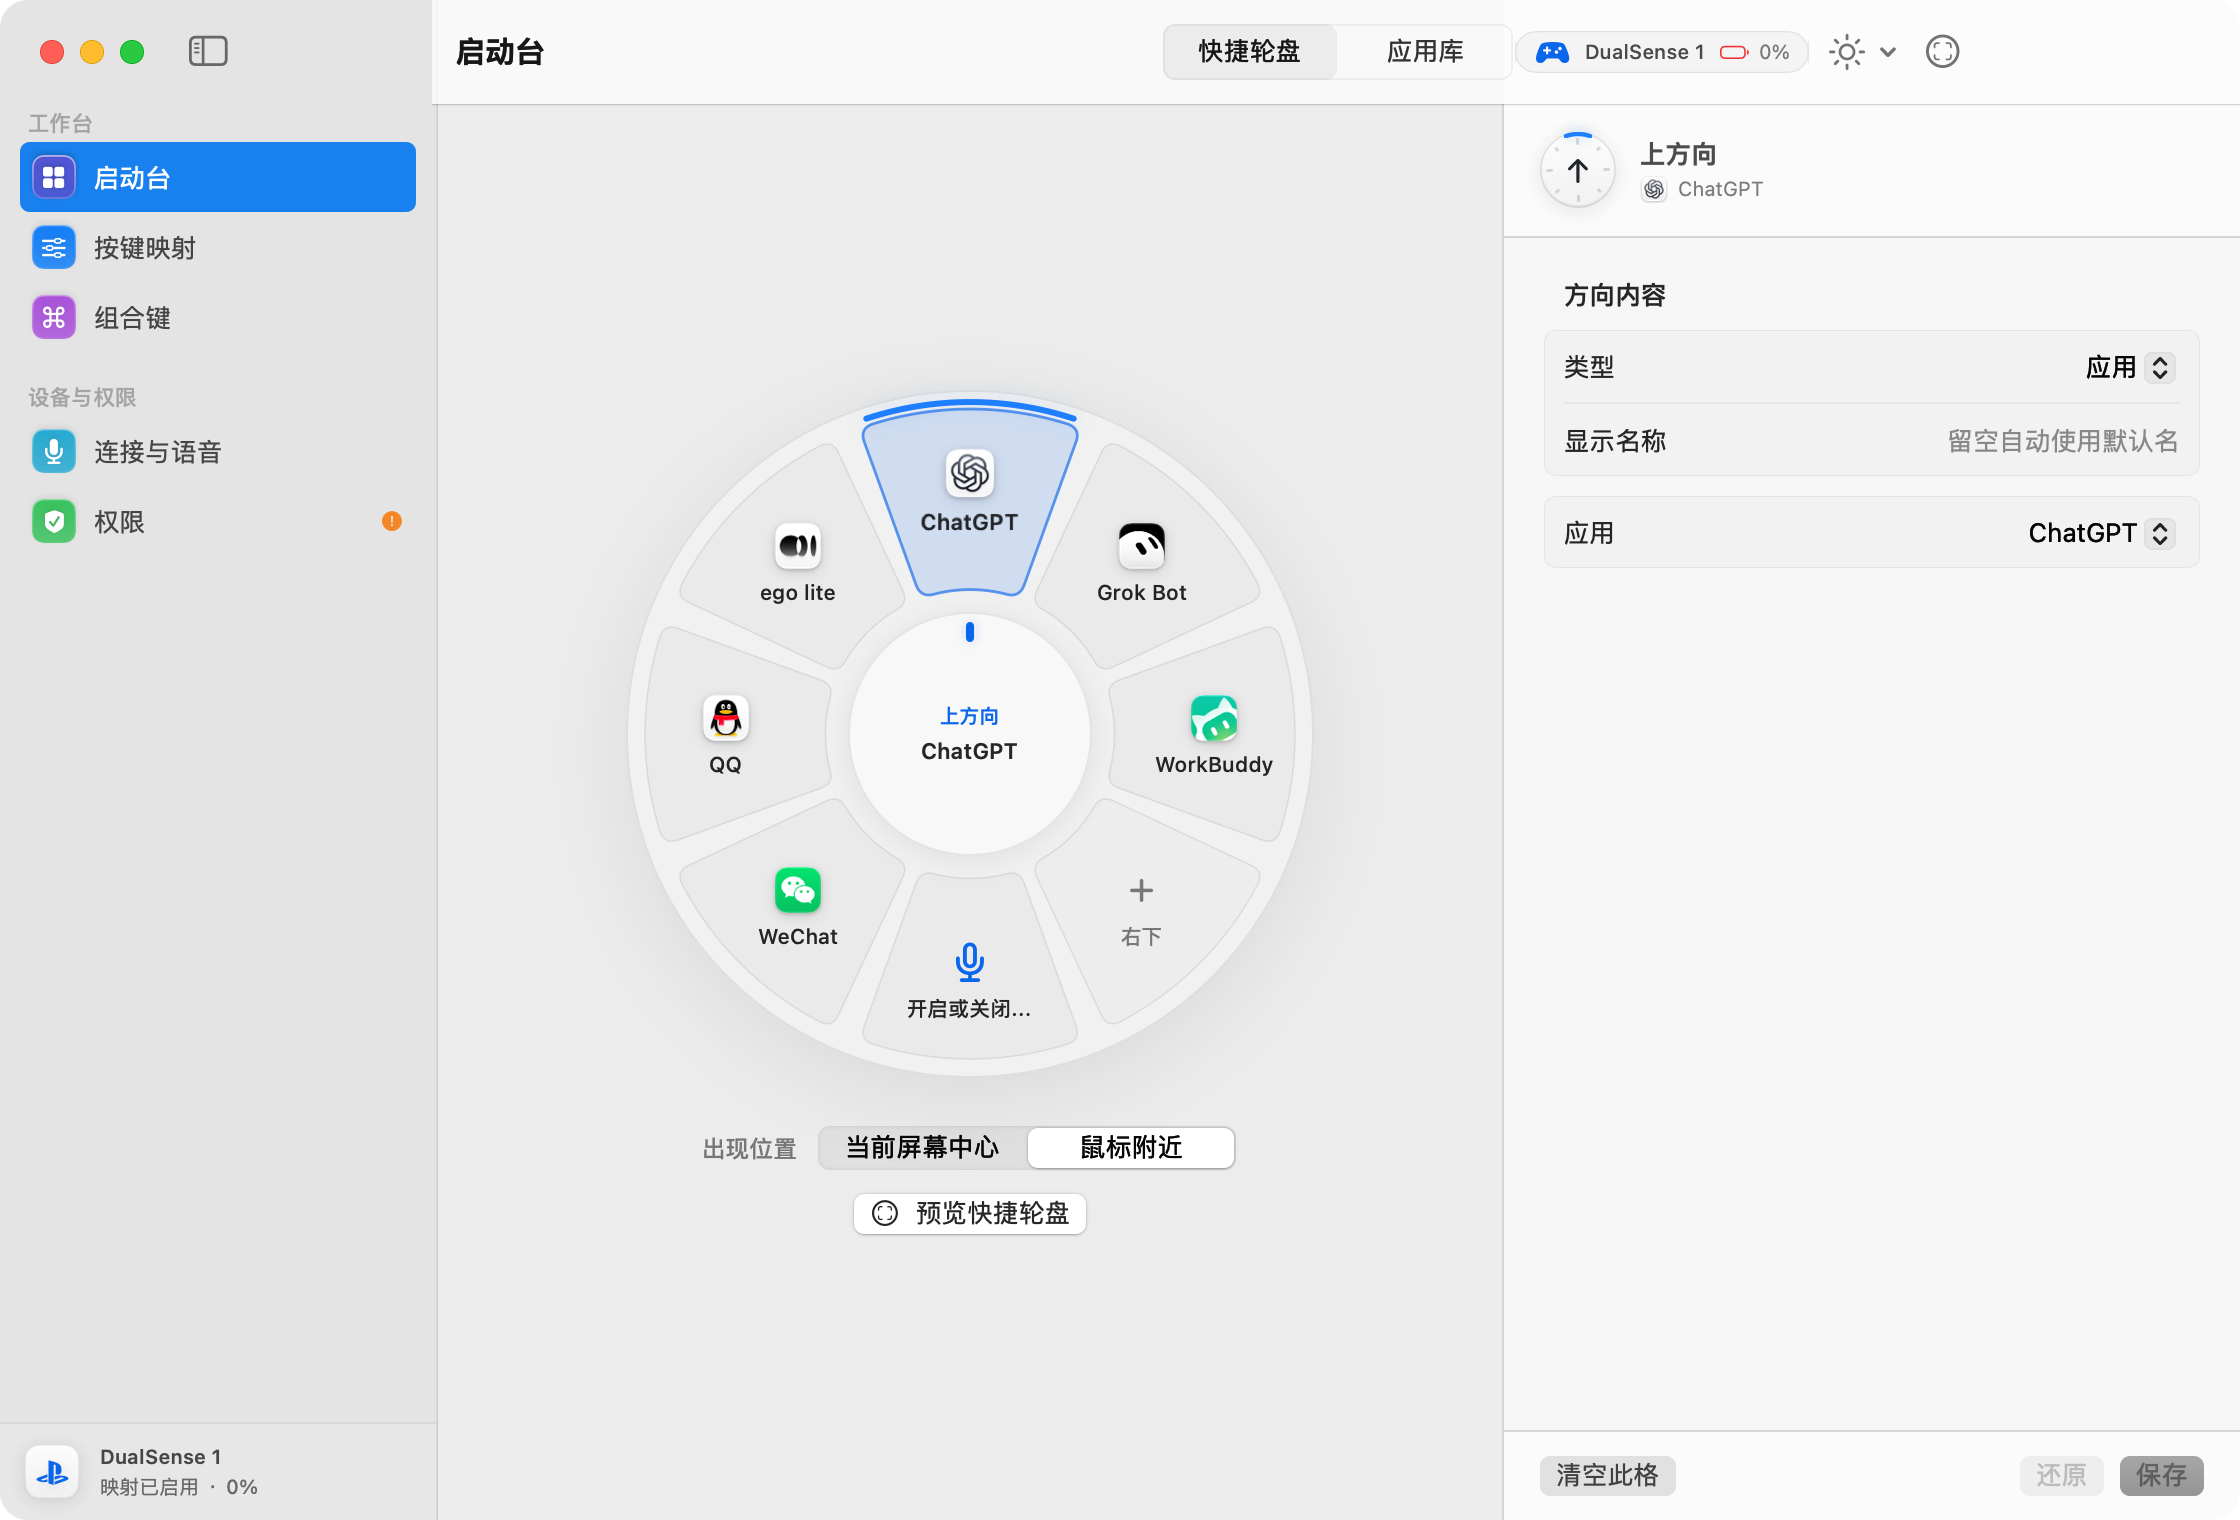 启动台
快捷轮盘
应用库
DualSense 1
0%
工作台
启动台
按键映射
组合键
设备与权限
连接与语音
权限
DualSense 1
映射已启用 · 0%
ChatGPT
ego lite
Grok Bot
QQ
上方向
ChatGPT
WorkBuddy
WeChat
右下
开启或关闭...
出现位置
当前屏幕中心
鼠标附近
预览快捷轮盘
上方向
ChatGPT
方向内容
类型
应用
显示名称
留空自动使用默认名
应用
ChatGPT
清空此格
还原
保存